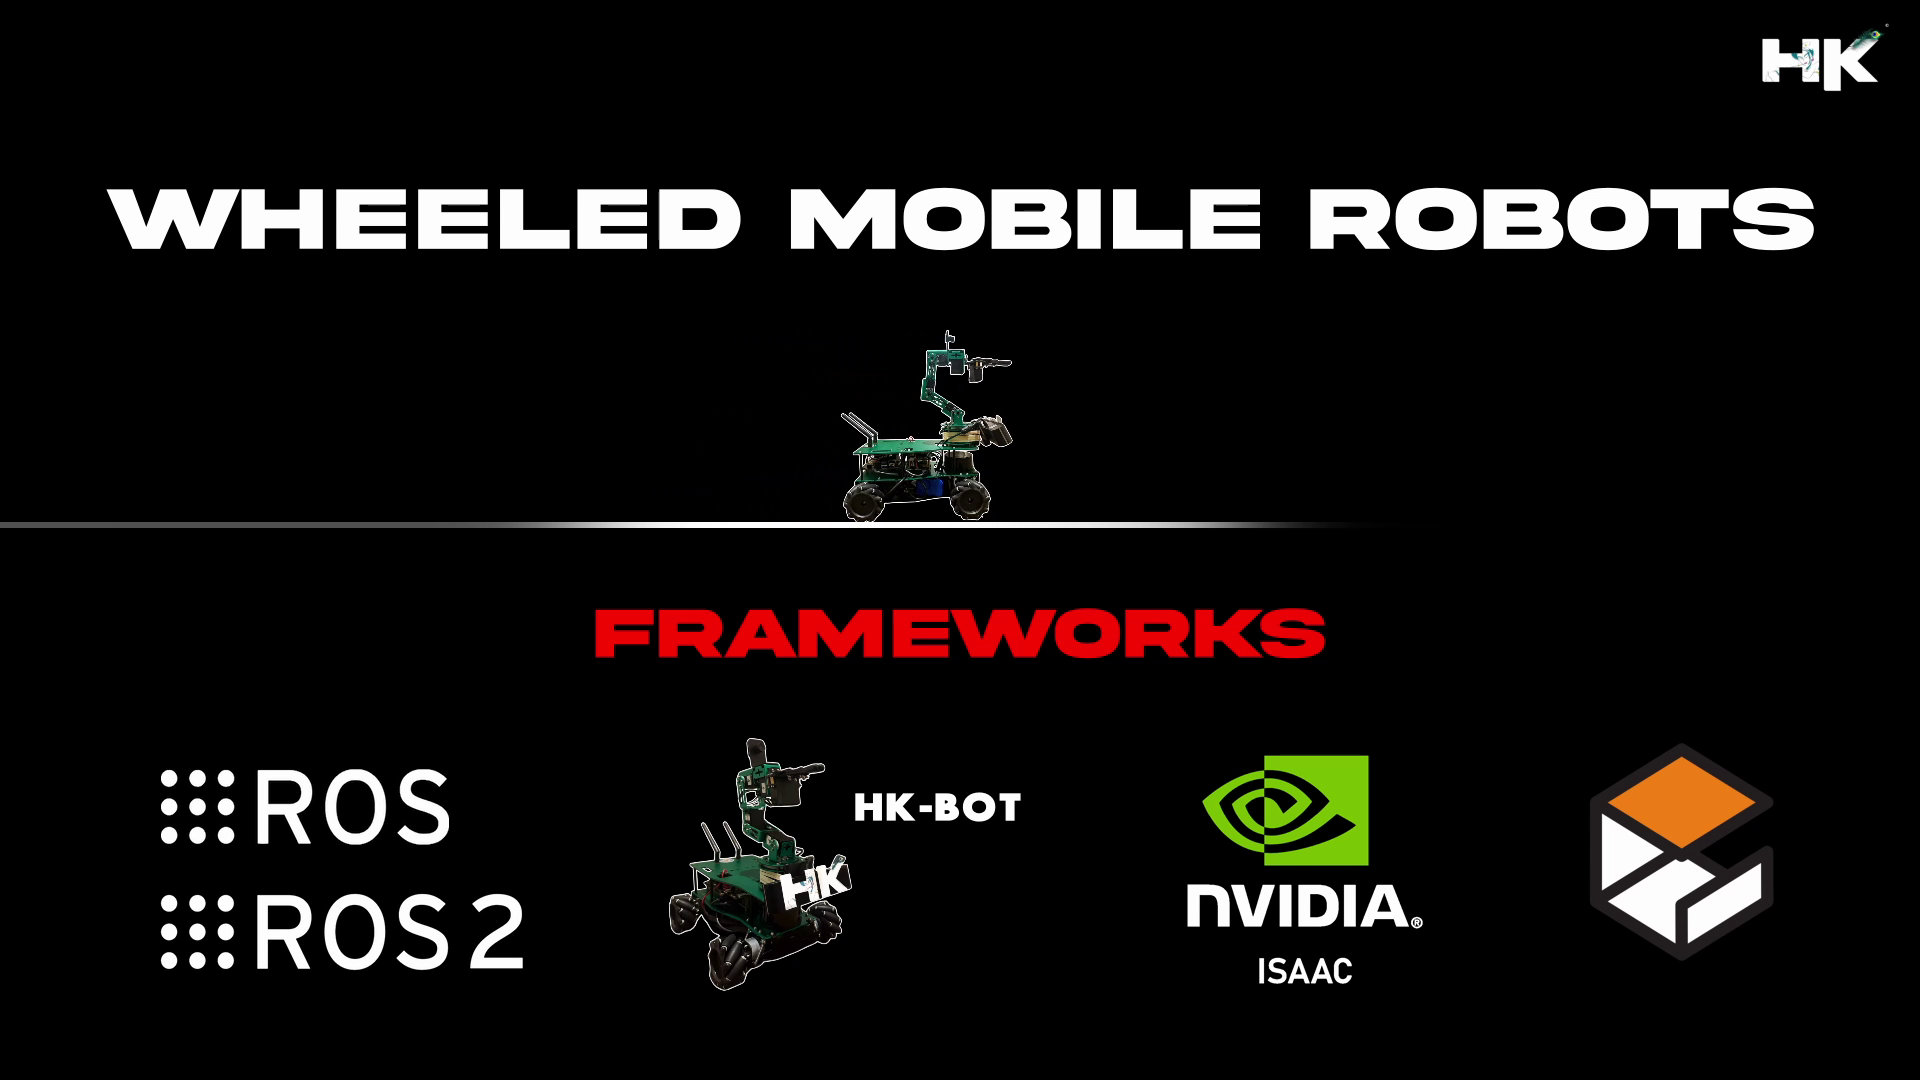 HK
WHEELED MOBILE ROBOTS
FRAMEWORKS
ROS
ROS 2
HK-BOT
HK
NVIDIA®
ISAAC